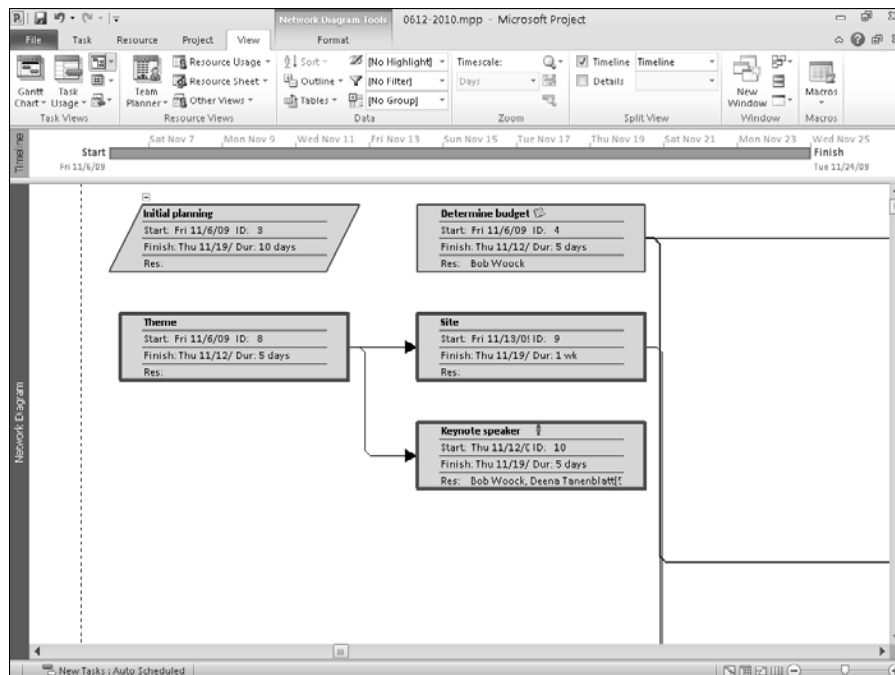 Network Diagram Tools 0612-2010.mpp - Microsoft Project
File Task Resource Project View Format
Gantt Chart Task Usage Team Planner Resource Usage Resource Sheet Other Views Sort Outline Tables [No Highlight] [No Filter] [No Group] Timescale: Days Timeline Timeline Details New Window Macros
Task Views Resource Views Data Zoom Split View Window Macros
Timeline
Sat Nov 7 Mon Nov 9 Wed Nov 11 Fri Nov 13 Sun Nov 15 Tue Nov 17 Thu Nov 19 Sat Nov 21 Mon Nov 23 Wed Nov 25
Start Finish
Fri 11/6/09 Tue 11/24/09
Network Diagram
Initial planning
Start: Fri 11/6/09 ID: 3
Finish: Thu 11/19/ Dur: 10 days
Res:
Determine budget
Start: Fri 11/6/09 ID: 4
Finish: Thu 11/12/ Dur: 5 days
Res: Bob Woock
Theme
Start: Fri 11/6/09 ID: 8
Finish: Thu 11/12/ Dur: 5 days
Res:
Site
Start: Fri 11/13/0 ID: 9
Finish: Thu 11/19/ Dur: 1 wk
Res:
Keynote speaker
Start: Thu 11/12/ ID: 10
Finish: Thu 11/19/ Dur: 5 days
Res: Bob Woock, Deena Tanenblatt[
New Tasks : Auto Scheduled